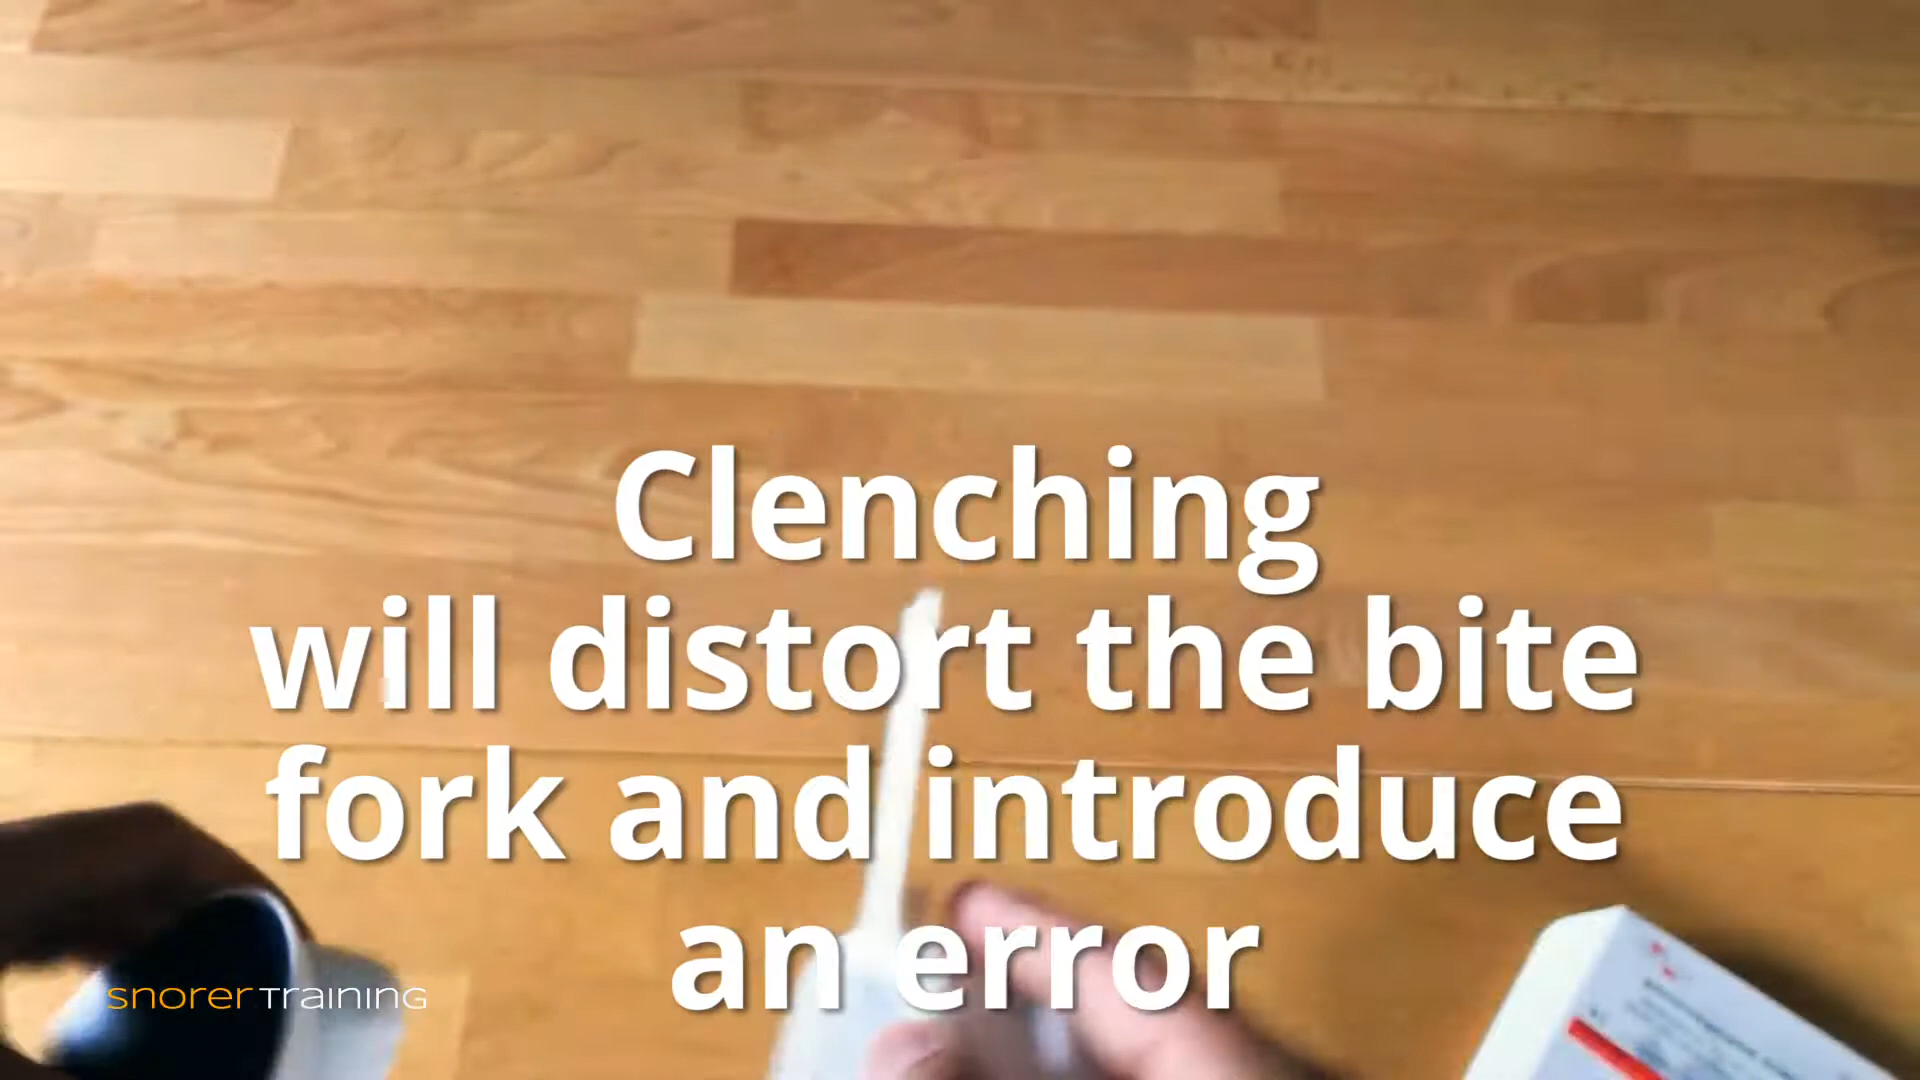 Clenching
will distort the bite
fork and introduce
an error
snorer Training